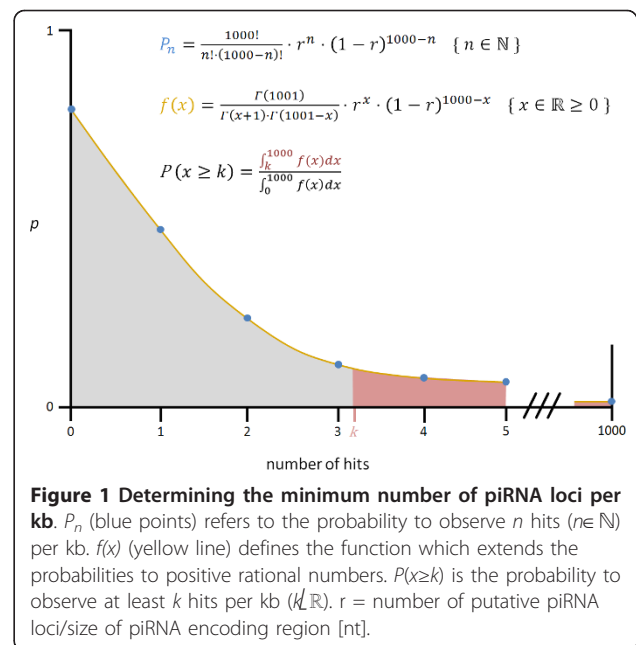 1
P_n = 1000! / n!·(1000−n)! · r^n · (1 − r)^{1000−n} { n ∈ ℕ }
f(x) = Γ(1001) / Γ(x+1)·Γ(1001−x) · r^x · (1 − r)^{1000−x} { x ∈ ℝ ≥ 0 }
P(x ≥ k) = ∫_k^{1000} f(x)dx / ∫_0^{1000} f(x)dx
p
0
0 1 2 3 k 4 5 1000
number of hits
Figure 1 Determining the minimum number of piRNA loci per
kb. P_n (blue points) refers to the probability to observe n hits (n∈ ℕ)
per kb. f(x) (yellow line) defines the function which extends the
probabilities to positive rational numbers. P(x≥k) is the probability to
observe at least k hits per kb (k ℝ). r = number of putative piRNA
loci/size of piRNA encoding region [nt].